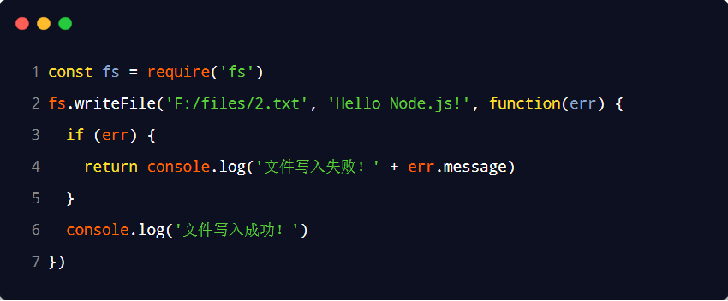 1 const fs = require('fs')
2 fs.writeFile('F:/files/2.txt', 'Hello Node.js!', function(err) {
3   if (err) {
4     return console.log('文件写入失败！' + err.message)
5   }
6   console.log('文件写入成功！')
7 })